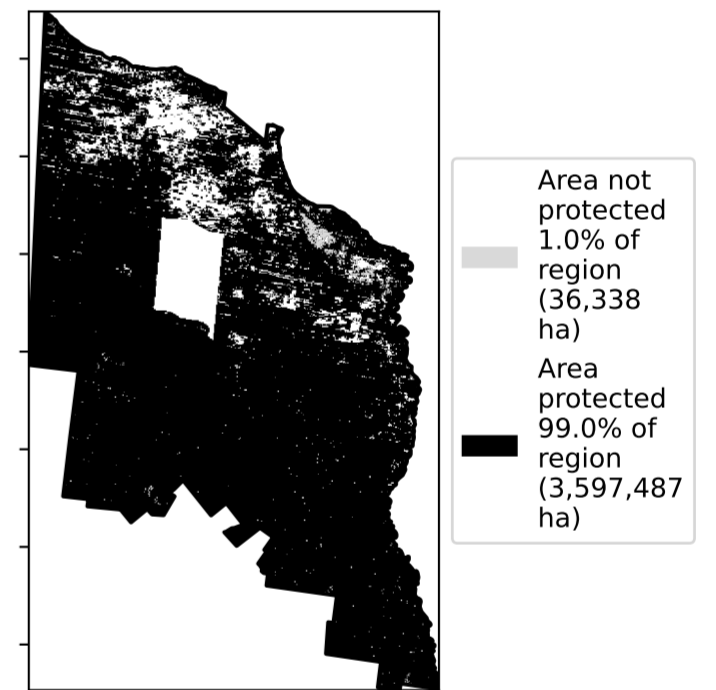 Area not
protected
1.0% of
region
(36,338
ha)
Area
protected
99.0% of
region
(3,597,487
ha)